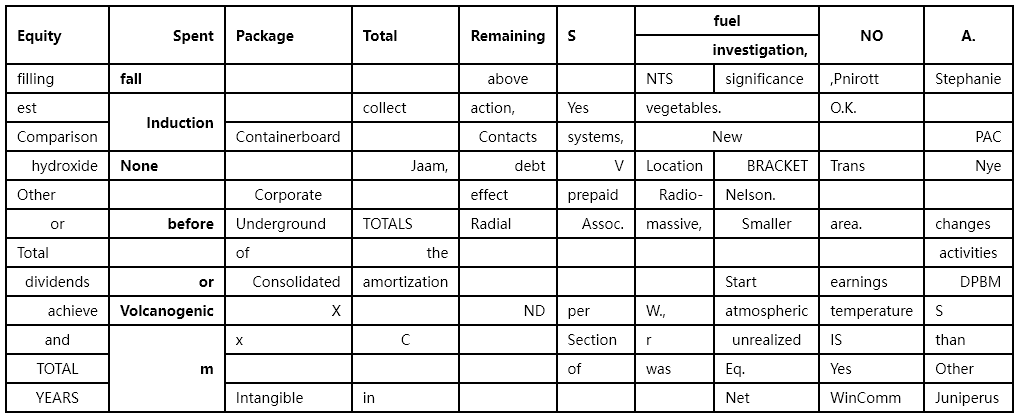 Equity Spent Package Total Remaining S fuel NO A.
investigation,
filling fall above NTS significance ,Pnirott Stephanie
est Induction collect action, Yes vegetables. O.K.
Comparison Containerboard Contacts systems, New PAC
hydroxide None Jaam, debt V Location BRACKET Trans Nye
Other Corporate effect prepaid Radio- Nelson.
or before Underground TOTALS Radial Assoc. massive, Smaller area. changes
Total of the activities
dividends or Consolidated amortization Start earnings DPBM
achieve Volcanogenic X ND per W., atmospheric temperature S
and m x C Section r unrealized IS than
TOTAL of was Eq. Yes Other
YEARS Intangible in Net WinComm Juniperus